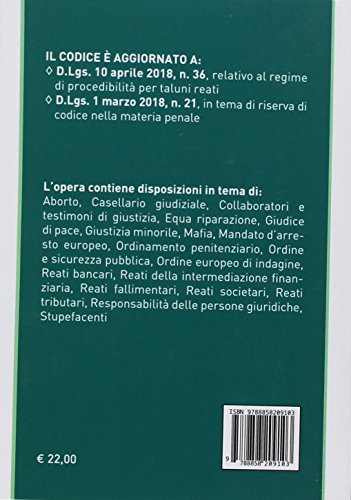 IL CODICE È AGGIORNATO A:
◊ D.Lgs. 10 aprile 2018, n. 36, relativo al regime
di procedibilità per taluni reati
◊ D.Lgs. 1 marzo 2018, n. 21, in tema di riserva di
codice nella materia penale
L'opera contiene disposizioni in tema di:
Aborto, Casellario giudiziale, Collaboratori e
testimoni di giustizia, Equa riparazione, Giudice
di pace, Giustizia minorile, Mafia, Mandato d'arre-
sto europeo, Ordinamento penitenziario, Ordine
e sicurezza pubblica, Ordine europeo di indagine,
Reati bancari, Reati della intermediazione finan-
ziaria, Reati fallimentari, Reati societari, Reati
tributari, Responsabilità delle persone giuridiche,
Stupefacenti
ISBN 9788858209103
9 788858 209103
€ 22,00